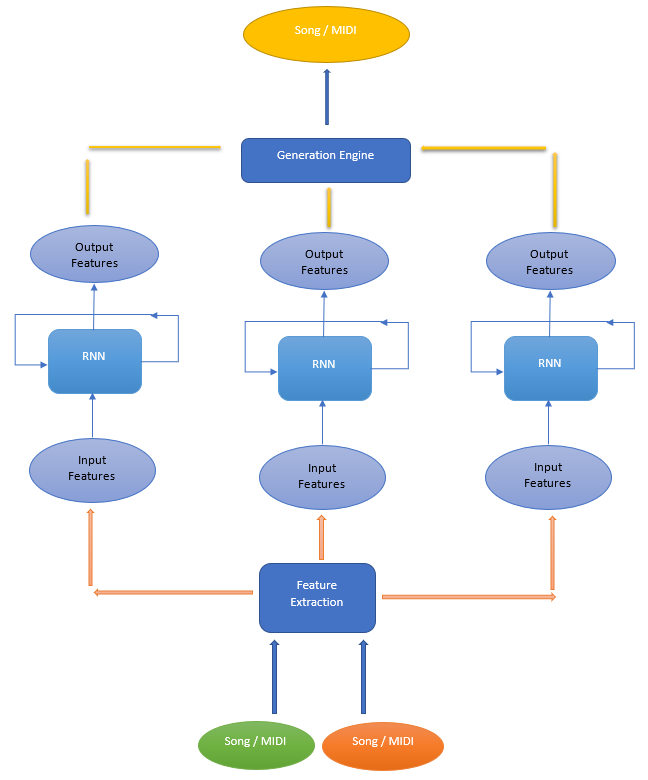 Song / MIDI
Generation Engine
Output
Features
Output
Features
Output
Features
RNN
RNN
RNN
Input
Features
Input
Features
Input
Features
Feature
Extraction
Song / MIDI
Song / MIDI